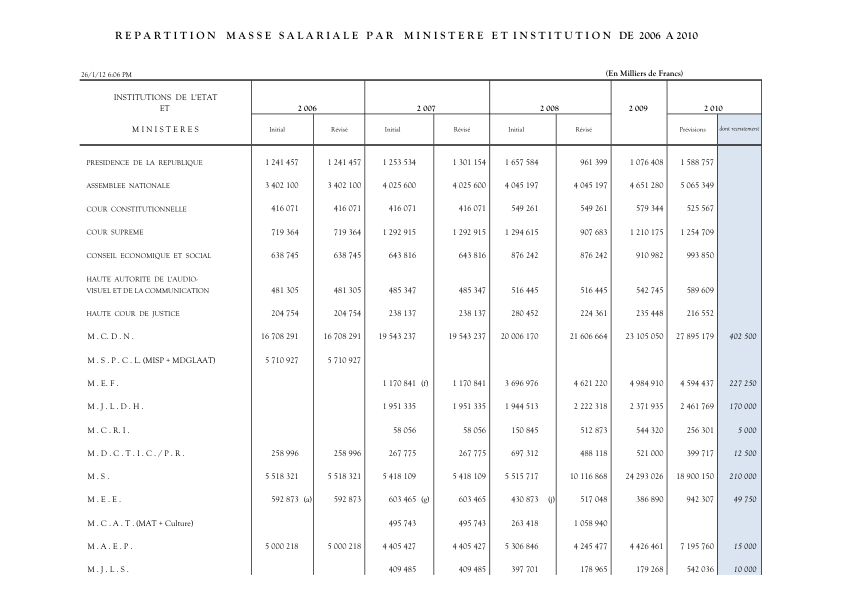 REPARTITION MASSE SALARIALE PAR MINISTERE ET INSTITUTION DE 2006 A 2010
26/1/12 6:06 PM (En Milliers de Francs)
INSTITUTIONS DE L'ETAT
ET 2 006 2 007 2 008 2 009 2 010
MINISTERES Initial Révisé Initial Révisé Initial Révisé Prévisions dont recrutement
PRESIDENCE DE LA REPUBLIQUE 1 241 457 1 241 457 1 253 534 1 301 154 1 657 584 961 399 1 076 408 1 588 757
ASSEMBLEE NATIONALE 3 402 100 3 402 100 4 025 600 4 025 600 4 045 197 4 045 197 4 651 280 5 065 349
COUR CONSTITUTIONNELLE 416 071 416 071 416 071 416 071 549 261 549 261 579 344 525 567
COUR SUPREME 719 364 719 364 1 292 915 1 292 915 1 294 615 907 683 1 210 175 1 254 709
CONSEIL ECONOMIQUE ET SOCIAL 638 745 638 745 643 816 643 816 876 242 876 242 910 982 993 850
HAUTE AUTORITE DE L'AUDIO-
VISUEL ET DE LA COMMUNICATION 481 305 481 305 485 347 485 347 516 445 516 445 542 745 589 609
HAUTE COUR DE JUSTICE 204 754 204 754 238 137 238 137 280 452 224 361 235 448 216 552
M.C.D.N. 16 708 291 16 708 291 19 543 237 19 543 237 20 006 170 21 606 664 23 105 050 27 895 179 402 500
M.S.P.C.L. (MISP + MDGLAAT) 5 710 927 5 710 927
M.E.F. 1 170 841 (f) 1 170 841 3 696 976 4 621 220 4 984 910 4 594 437 227 250
M.J.L.D.H. 1 951 335 1 951 335 1 944 513 2 222 318 2 371 935 2 461 769 170 000
M.C.R.I. 58 056 58 056 150 845 512 873 544 320 256 301 5 000
M.D.C.T.I.C./P.R. 258 996 258 996 267 775 267 775 697 312 488 118 521 000 399 717 12 500
M.S. 5 518 321 5 518 321 5 418 109 5 418 109 5 515 717 10 116 868 24 293 026 18 900 150 210 000
M.E.E. 592 873 (a) 592 873 603 465 (g) 603 465 430 873 (j) 517 048 386 890 942 307 49 750
M.C.A.T. (MAT + Culture) 495 743 495 743 263 418 1 058 940
M.A.E.P. 5 000 218 5 000 218 4 405 427 4 405 427 5 306 846 4 245 477 4 426 461 7 195 760 15 000
M.J.L.S. 409 485 409 485 397 701 178 965 179 268 542 036 10 000